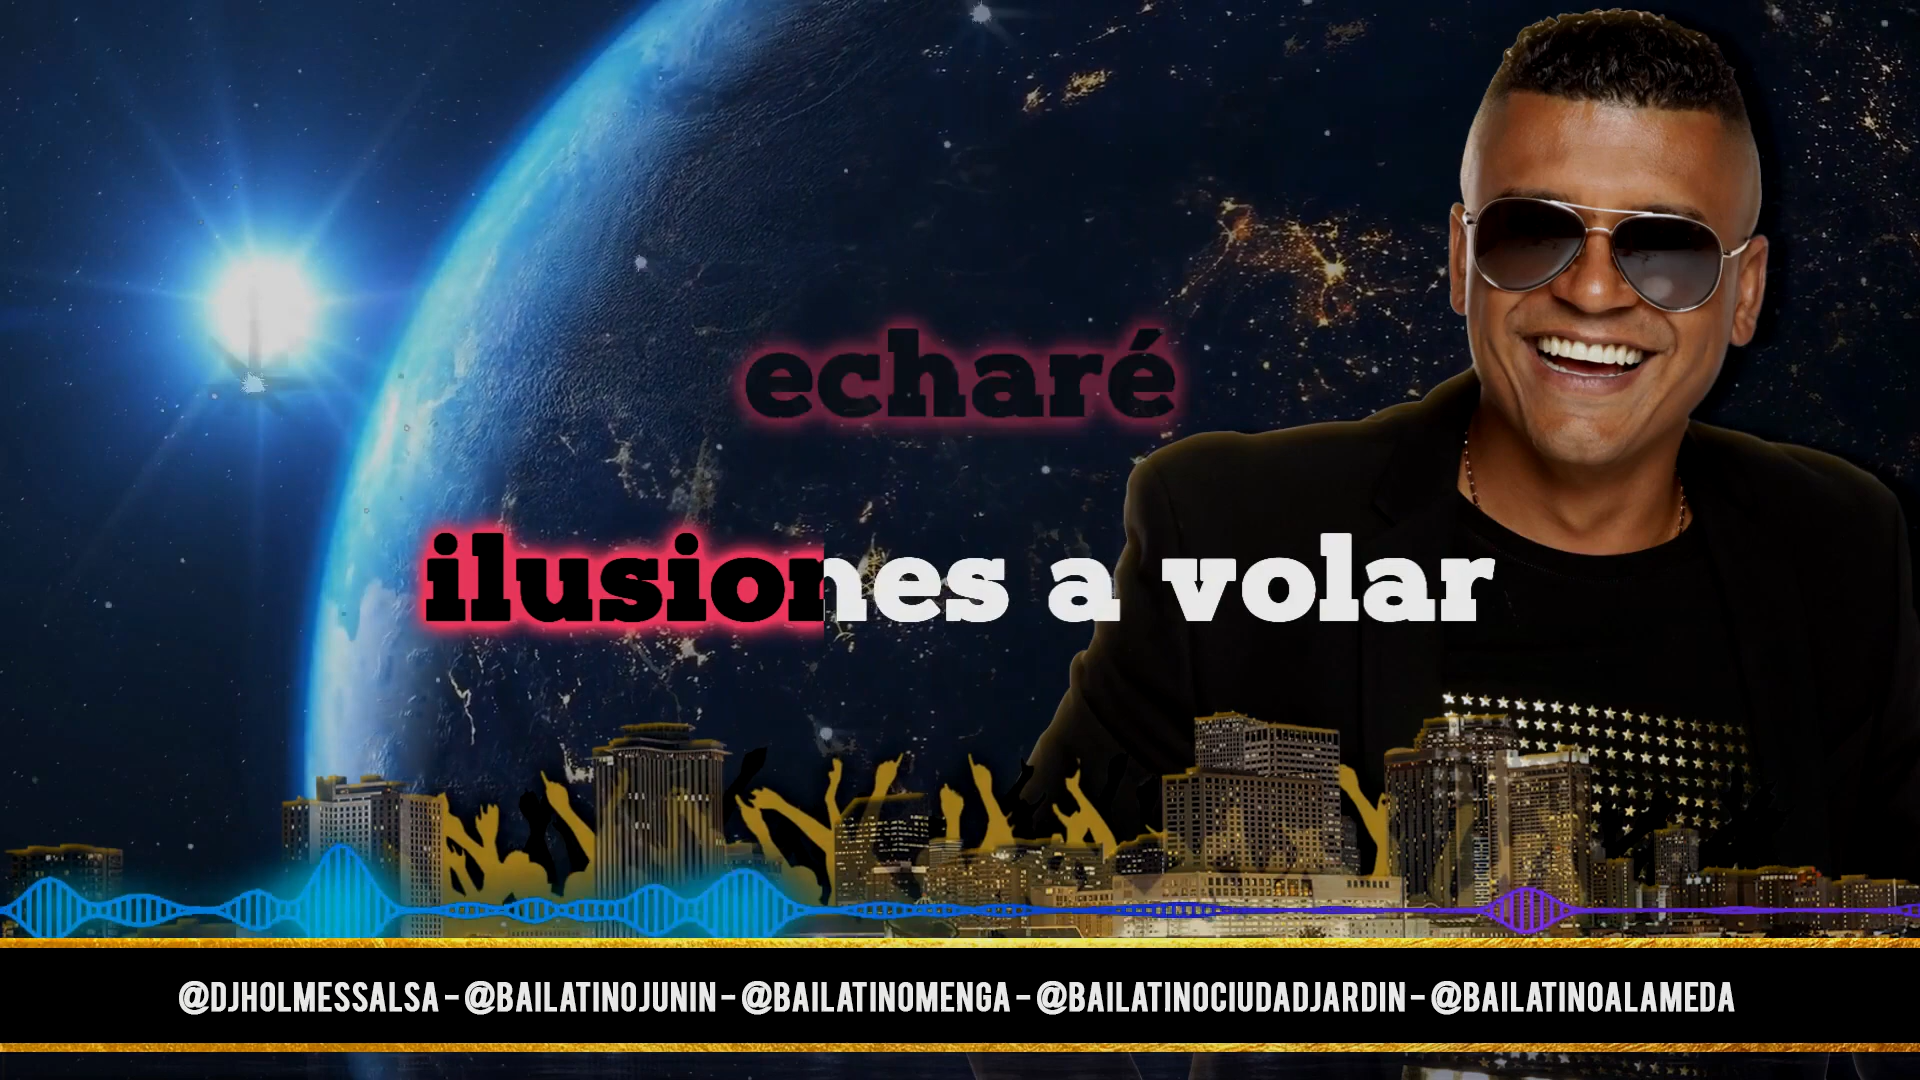 echaré
ilusiones a volar
@DJHOLMESSALSA - @BAILATINOJUNIN - @BAILATINOMENGA - @BAILATINOCIUDADJARDIN - @BAILATINOALAMEDA